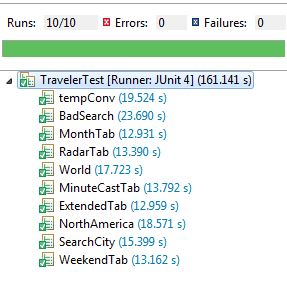 Runs: 10/10 Errors: 0 Failures: 0
TravelerTest [Runner: JUnit 4] (161.141 s)
tempConv (19.524 s)
BadSearch (23.690 s)
MonthTab (12.931 s)
RadarTab (13.390 s)
World (17.723 s)
MinuteCastTab (13.792 s)
ExtendedTab (12.959 s)
NorthAmerica (18.571 s)
SearchCity (15.399 s)
WeekendTab (13.162 s)